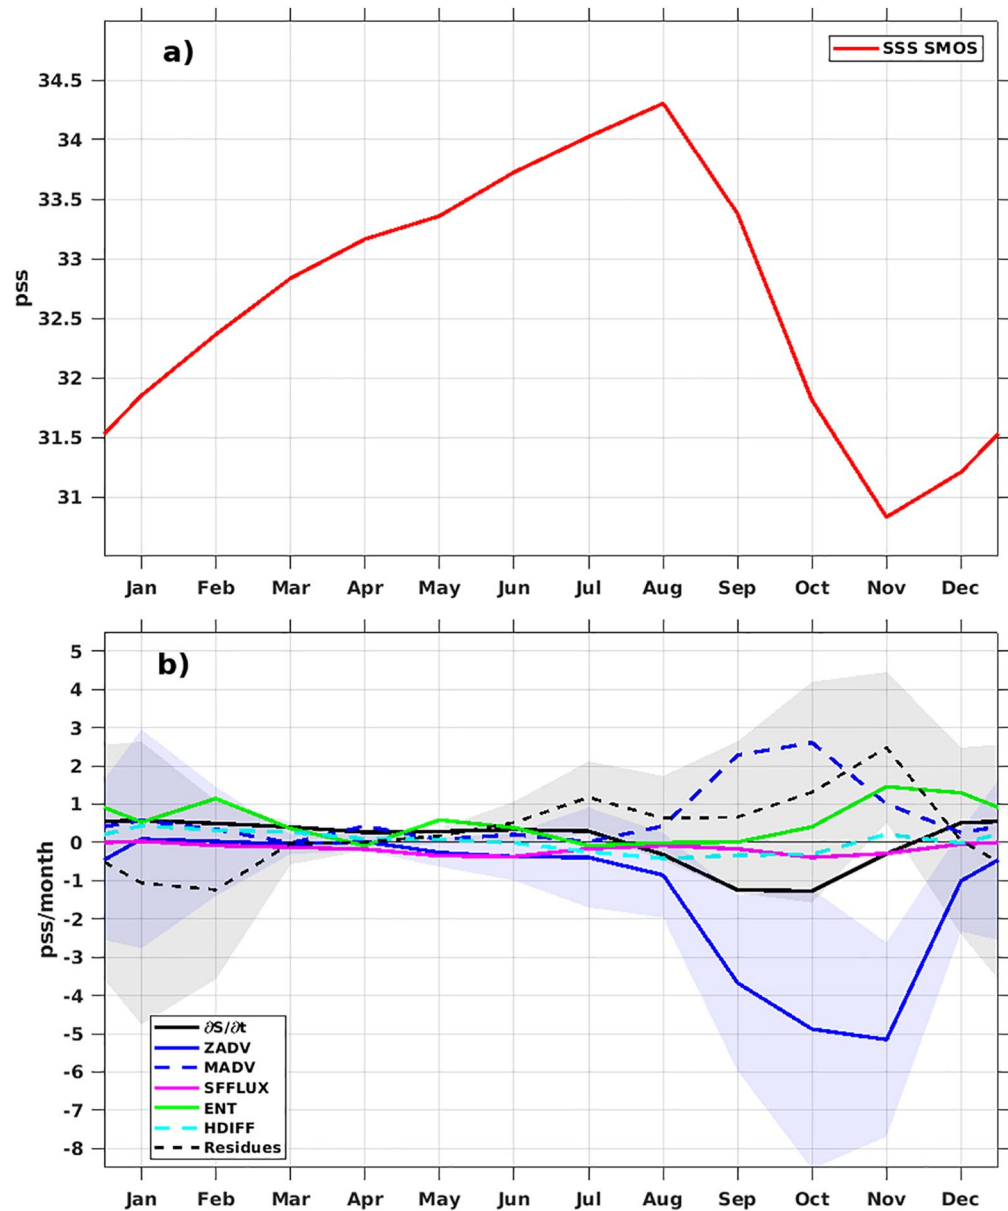 a)
SSS SMOS
34.5
34
33.5
33
32.5
32
31.5
31
pss
Jan Feb Mar Apr May Jun Jul Aug Sep Oct Nov Dec
b)
5
4
3
2
1
0
-1
-2
-3
-4
-5
-6
-7
-8
pss/month
∂S/∂t
ZADV
MADV
SFFLUX
ENT
HDIFF
Residues
Jan Feb Mar Apr May Jun Jul Aug Sep Oct Nov Dec